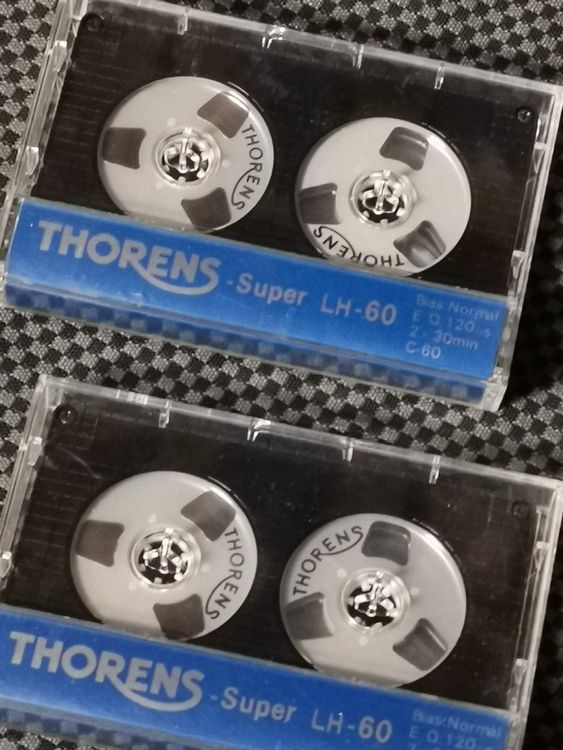 THORENS
THORENS
THORENS -Super LH-60
Bias:Normal
E Q.120 s
2 30min
C-60
THORENS
THORENS
THORENS -Super LH-60
Bias:Normal
E Q.120